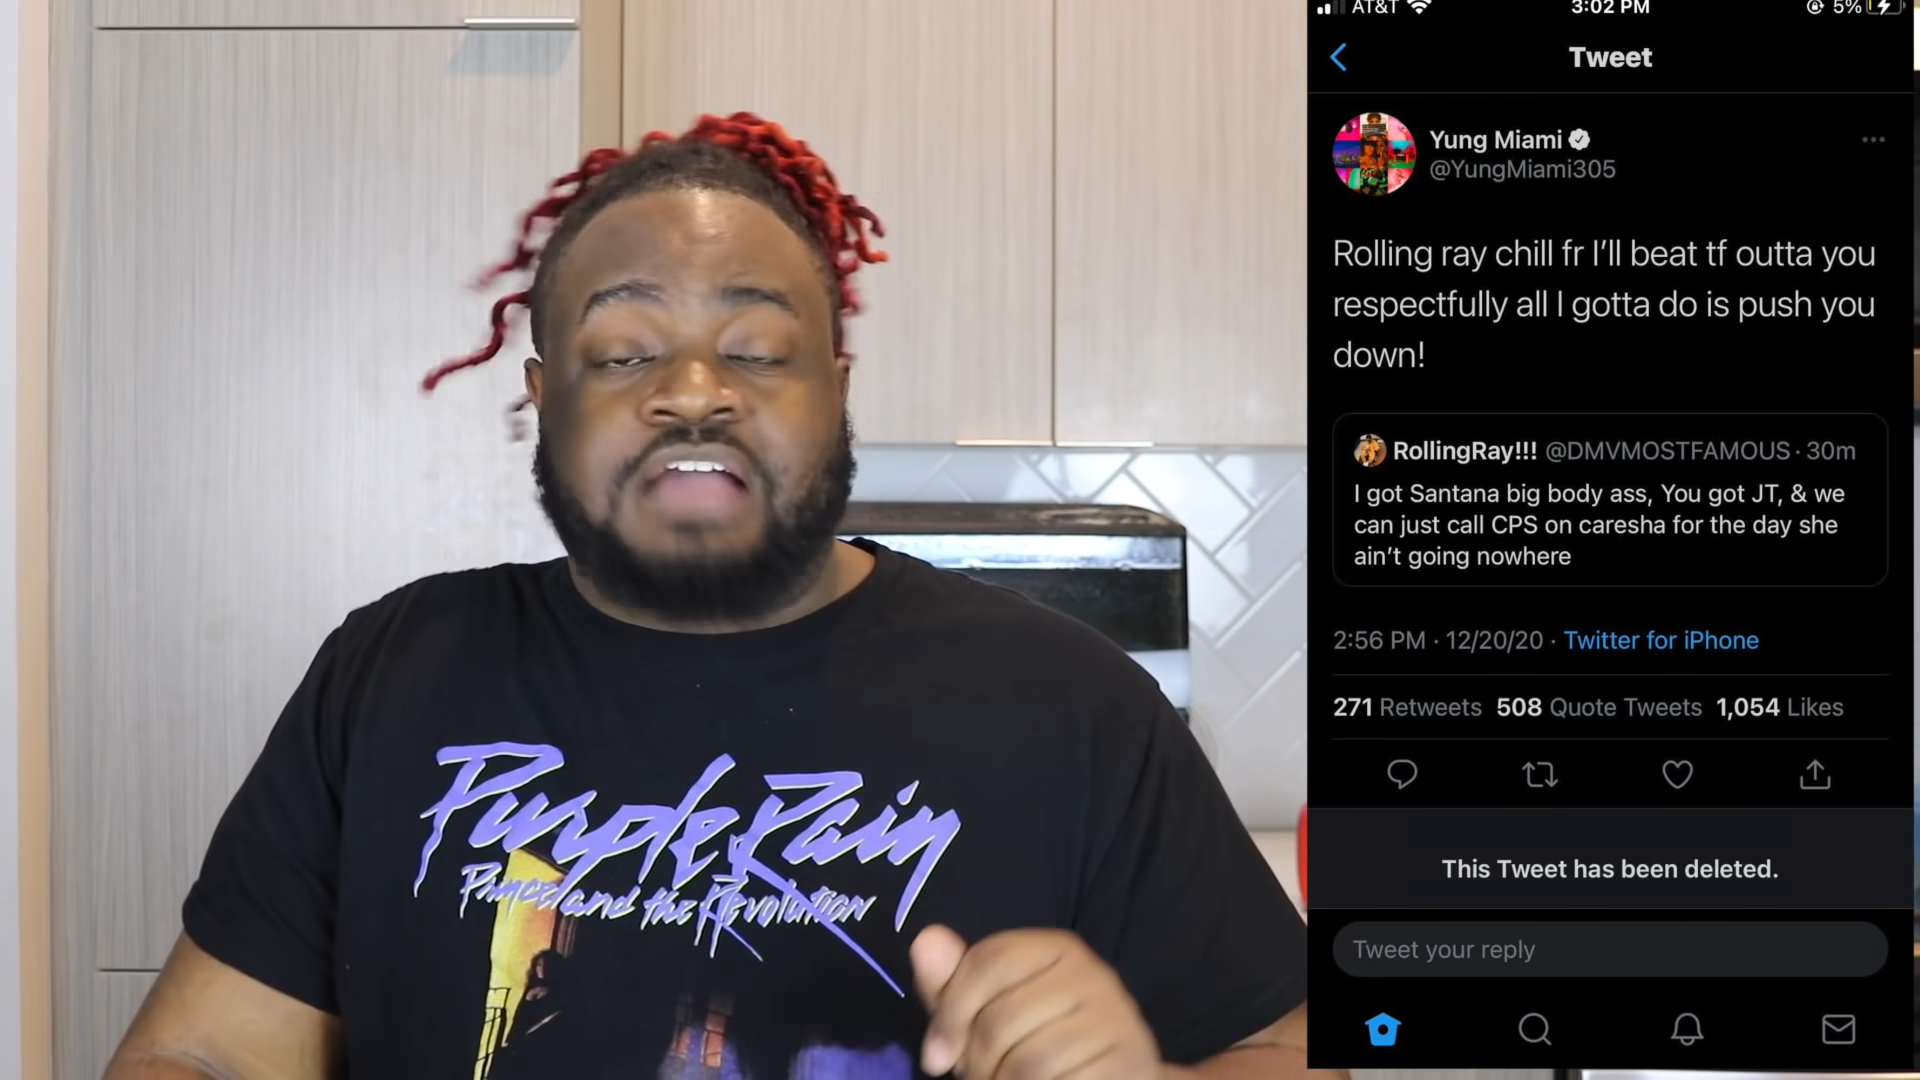 AT&T
3:02 PM
5%
Tweet
Yung Miami
@YungMiami305
Rolling ray chill fr I'll beat tf outta you
respectfully all I gotta do is push you
down!
RollingRay!!! @DMVMOSTFAMOUS · 30m
I got Santana big body ass, You got JT, & we
can just call CPS on caresha for the day she
ain't going nowhere
2:56 PM · 12/20/20 · Twitter for iPhone
271 Retweets 508 Quote Tweets 1,054 Likes
This Tweet has been deleted.
Tweet your reply
Purple Rain
Prince and the Revolution